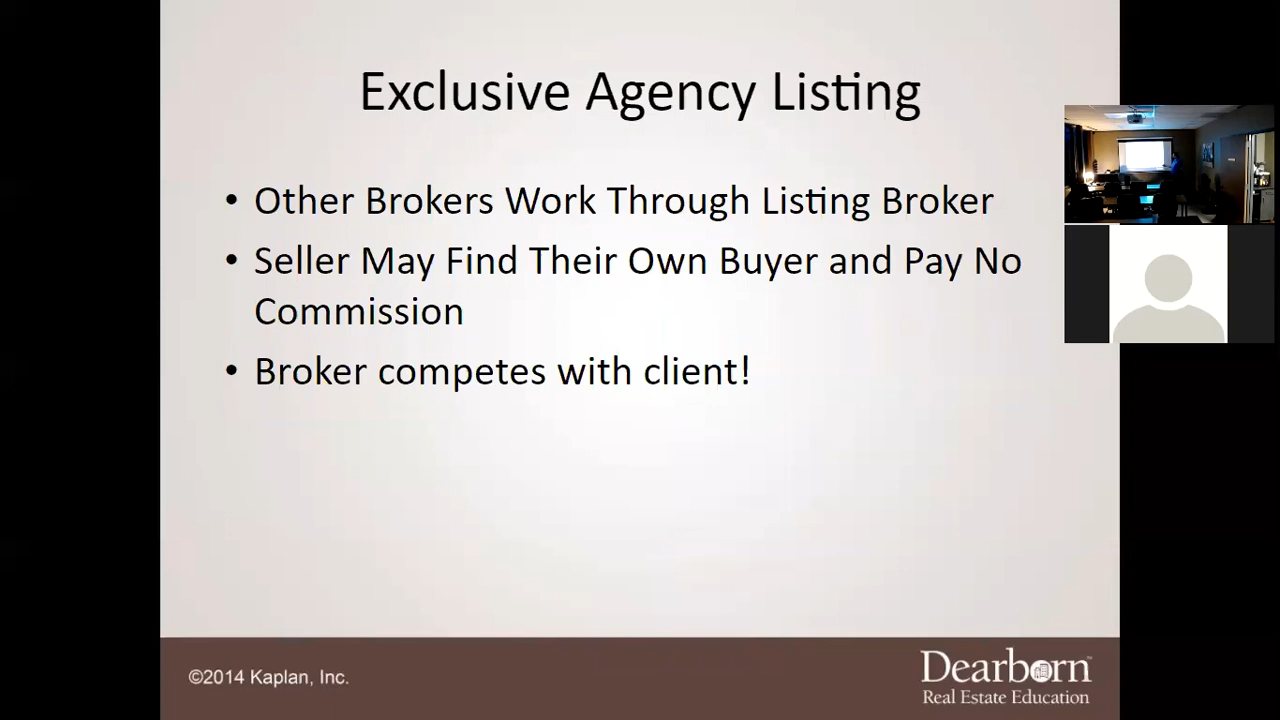 Exclusive Agency Listing
• Other Brokers Work Through Listing Broker
• Seller May Find Their Own Buyer and Pay No
Commission
• Broker competes with client!
©2014 Kaplan, Inc.
Dearborn™
Real Estate Education